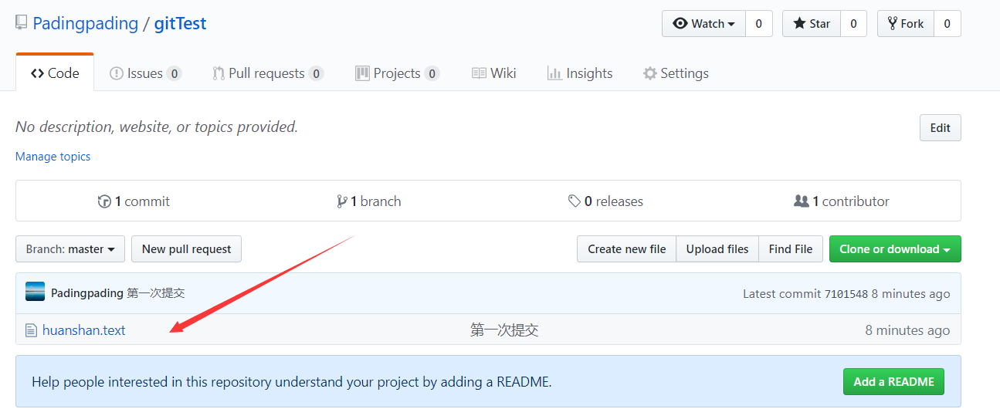 Padingpading / gitTest
Watch 0 Star 0 Fork 0
Code Issues 0 Pull requests 0 Projects 0 Wiki Insights Settings
No description, website, or topics provided. Edit
Manage topics
1 commit 1 branch 0 releases 1 contributor
Branch: master New pull request Create new file Upload files Find File Clone or download
Padingpading 第一次提交 Latest commit 7101548 8 minutes ago
huanshan.text 第一次提交 8 minutes ago
Help people interested in this repository understand your project by adding a README. Add a README